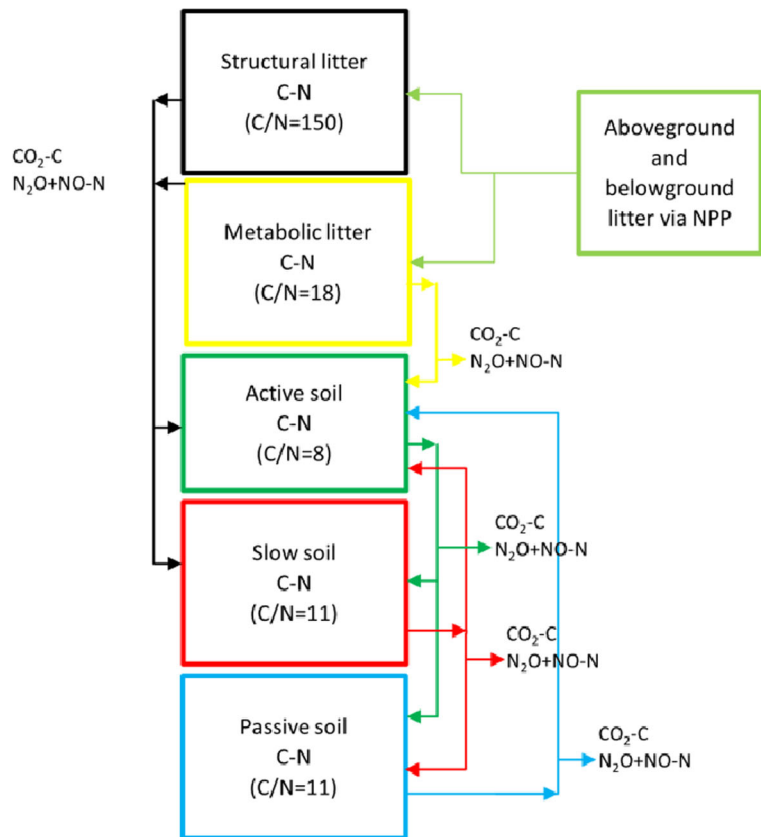 Structural litter
C-N
(C/N=150)
Aboveground
and
belowground
litter via NPP
CO₂-C
N₂O+NO-N
Metabolic litter
C-N
(C/N=18)
CO₂-C
N₂O+NO-N
Active soil
C-N
(C/N=8)
CO₂-C
N₂O+NO-N
Slow soil
C-N
(C/N=11)
CO₂-C
N₂O+NO-N
Passive soil
C-N
(C/N=11)
CO₂-C
N₂O+NO-N